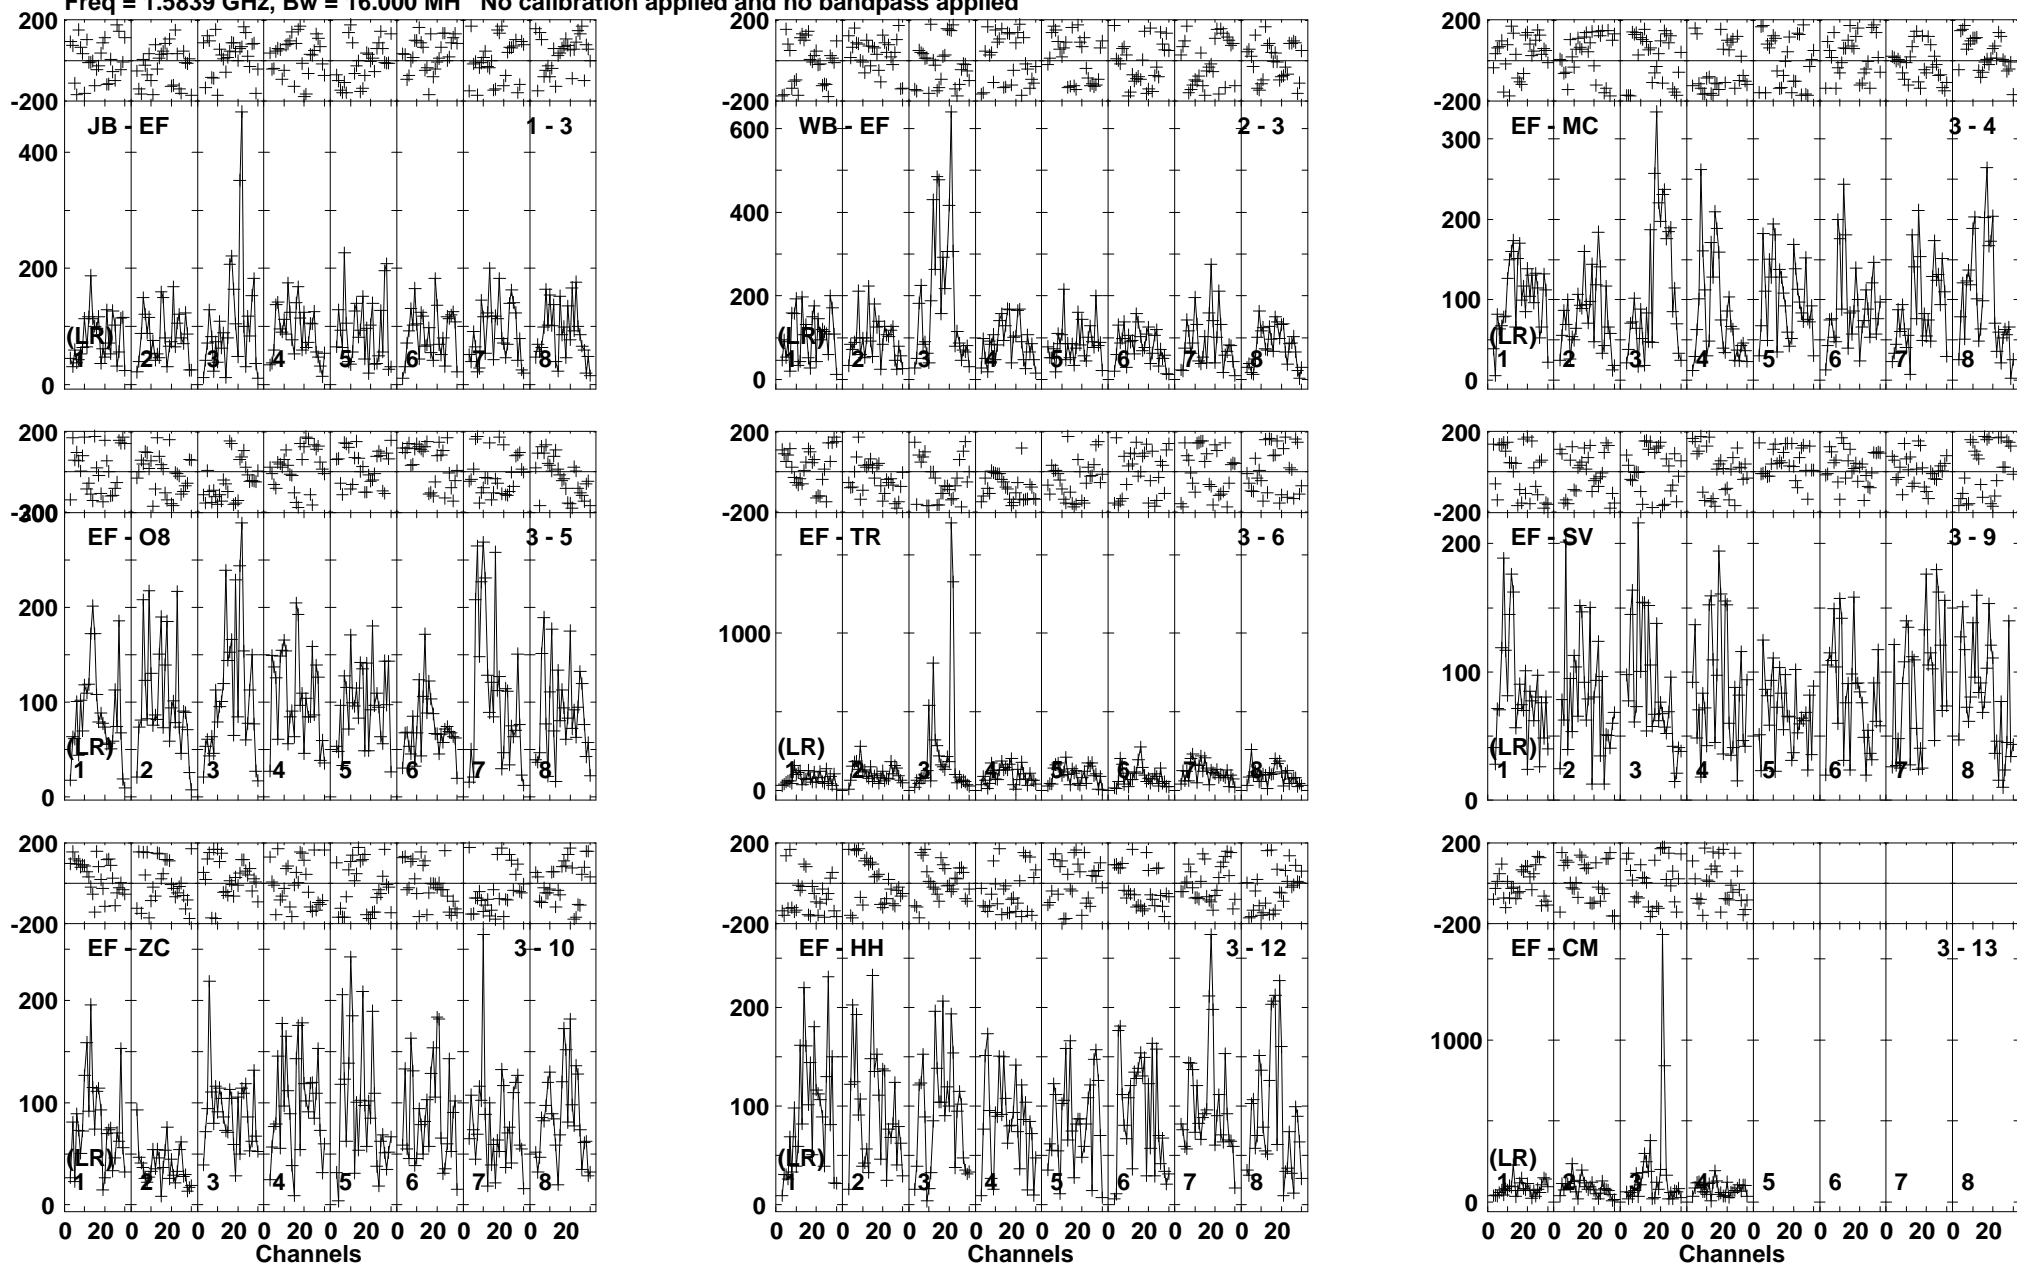 Freq = 1.5839 GHz, Bw = 16.000 MH No calibration applied and no bandpass applied
200 200 200
-200 -200 -200
JB - EF 1 - 3 WB - EF 2 - 3 EF - MC 3 - 4
600
400 300
400
200
200
200 100
(LR) (LR) (LR)
1 2 3 4 5 6 7 8 1 2 3 4 5 6 7 8 1 2 3 4 5 6 7 8
0 0 0
200 200 200
-200 -200 -200
300
EF - O8 3 - 5 EF - TR 3 - 6 EF - SV 3 - 9
200
200
1000
100
100
(LR) (LR) (LR)
1 2 3 4 5 6 7 8 1 2 3 4 5 6 7 8 1 2 3 4 5 6 7 8
0 0 0
200 200 200
-200 -200 -200
EF - ZC 3 - 10 EF - HH 3 - 12 EF - CM 3 - 13
200 200
1000
100 100
(LR) (LR) (LR)
1 2 3 4 5 6 7 8 1 2 3 4 5 6 7 8 1 2 3 4 5 6 7 8
0 0 0
0 20 0 20 0 20 0 20 0 20 0 20 0 20 0 20 0 20 0 20 0 20 0 20 0 20 0 20 0 20 0 20 0 20 0 20 0 20 0 20 0 20 0 20 0 20 0 20
Channels Channels Channels